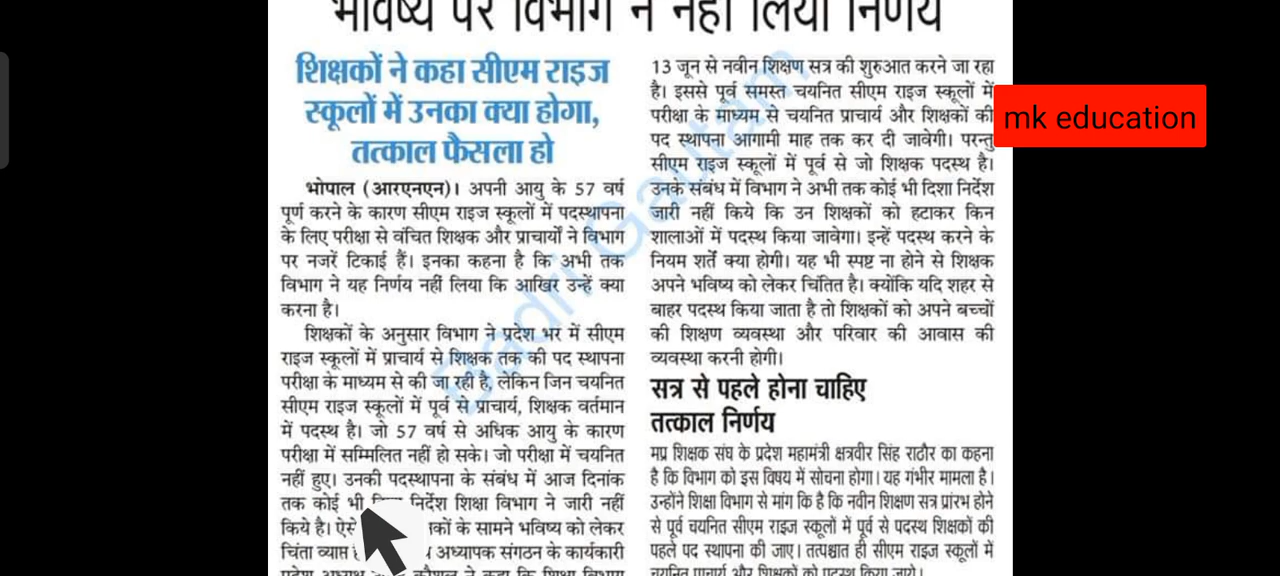 भविष्य पर विभाग ने नहीं लिया निर्णय
शिक्षकों ने कहा सीएम राइज
स्कूलों में उनका क्या होगा,
तत्काल फैसला हो
भोपाल (आरएनएन)। अपनी आयु के 57 वर्ष
पूर्ण करने के कारण सीएम राइज स्कूलों में पदस्थापना
के लिए परीक्षा से वंचित शिक्षक और प्राचार्यों ने विभाग
पर नजरें टिकाई हैं। इनका कहना है कि अभी तक
विभाग ने यह निर्णय नहीं लिया कि आखिर उन्हें क्या
करना है।
शिक्षकों के अनुसार विभाग ने प्रदेश भर में सीएम
राइज स्कूलों में प्राचार्य से शिक्षक तक की पद स्थापना
परीक्षा के माध्यम से की जा रही है, लेकिन जिन चयनित
सीएम राइज स्कूलों में पूर्व से प्राचार्य, शिक्षक वर्तमान
में पदस्थ है। जो 57 वर्ष से अधिक आयु के कारण
परीक्षा में सम्मिलित नहीं हो सके। जो परीक्षा में चयनित
नहीं हुए। उनकी पदस्थापना के संबंध में आज दिनांक
तक कोई भी निर्देश शिक्षा विभाग ने जारी नहीं
किये है। ऐसे के सामने भविष्य को लेकर
चिंता व्याप्त अध्यापक संगठन के कार्यकारी
कौशल ने कहा कि शिक्षा विभाग
13 जून से नवीन शिक्षण सत्र की शुरुआत करने जा रहा
है। इससे पूर्व समस्त चयनित सीएम राइज स्कूलों में
परीक्षा के माध्यम से चयनित प्राचार्य और शिक्षकों की
पद स्थापना आगामी माह तक कर दी जावेगी। परन्तु
सीएम राइज स्कूलों में पूर्व से जो शिक्षक पदस्थ है।
उनके संबंध में विभाग ने अभी तक कोई भी दिशा निर्देश
जारी नहीं किये कि उन शिक्षकों को हटाकर किन
शालाओं में पदस्थ किया जावेगा। इन्हें पदस्थ करने के
नियम शर्ते क्या होगी। यह भी स्पष्ट ना होने से शिक्षक
अपने भविष्य को लेकर चिंतित है। क्योंकि यदि शहर से
बाहर पदस्थ किया जाता है तो शिक्षकों को अपने बच्चों
की शिक्षण व्यवस्था और परिवार की आवास की
व्यवस्था करनी होगी।
सत्र से पहले होना चाहिए
तत्काल निर्णय
मप्र शिक्षक संघ के प्रदेश महामंत्री क्षत्रवीर सिंह राठौर का कहना
है कि विभाग को इस विषय में सोचना होगा। यह गंभीर मामला है।
उन्होंने शिक्षा विभाग से मांग कि है कि नवीन शिक्षण सत्र प्रारंभ होने
से पूर्व चयनित सीएम राइज स्कूलों में पूर्व से पदस्थ शिक्षकों की
पहले पद स्थापना की जाए। तत्पश्चात ही सीएम राइज स्कूलों में
चयनित प्राचार्य और शिक्षकों को पदस्थ किया जाये।
mk education
Badri Gautam